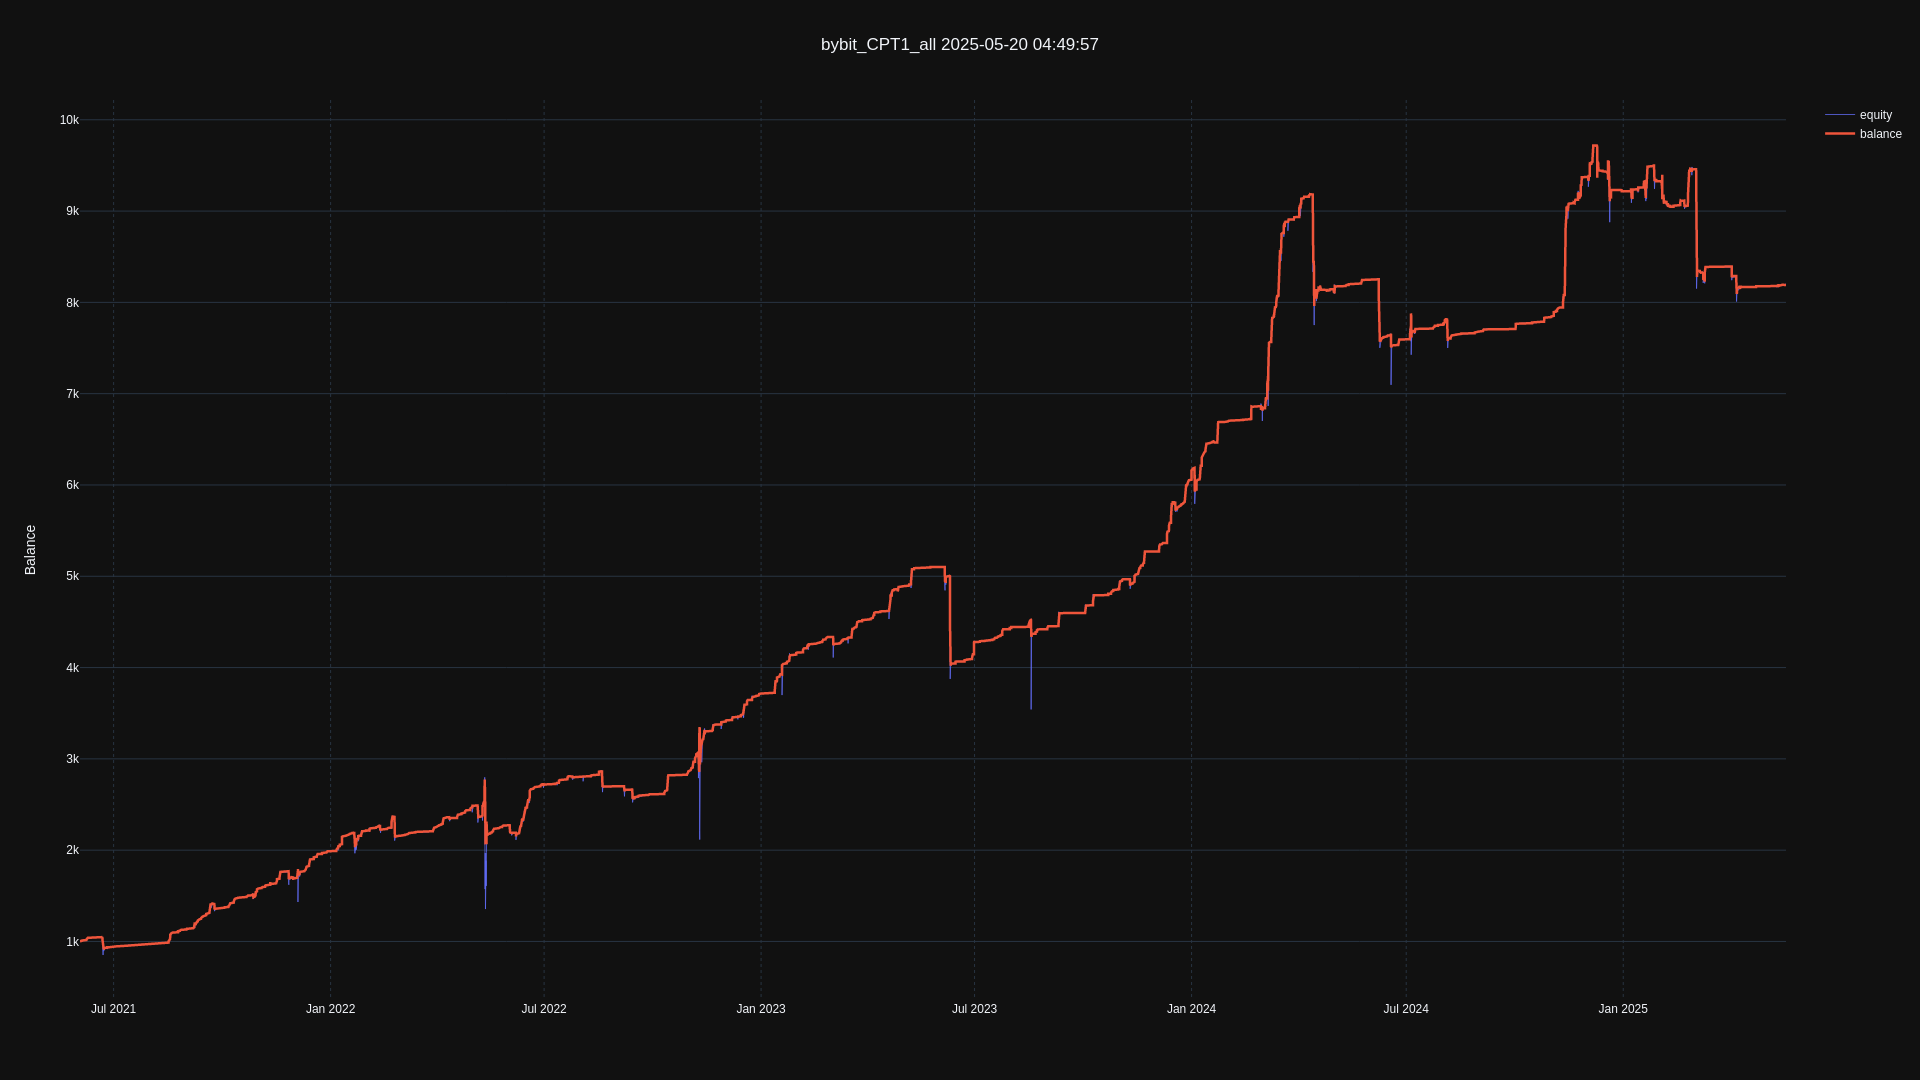 bybit_CPT1_all 2025-05-20 04:49:57
equity
balance
10k
9k
8k
7k
6k
5k
4k
3k
2k
1k
Balance
Jul 2021
Jan 2022
Jul 2022
Jan 2023
Jul 2023
Jan 2024
Jul 2024
Jan 2025